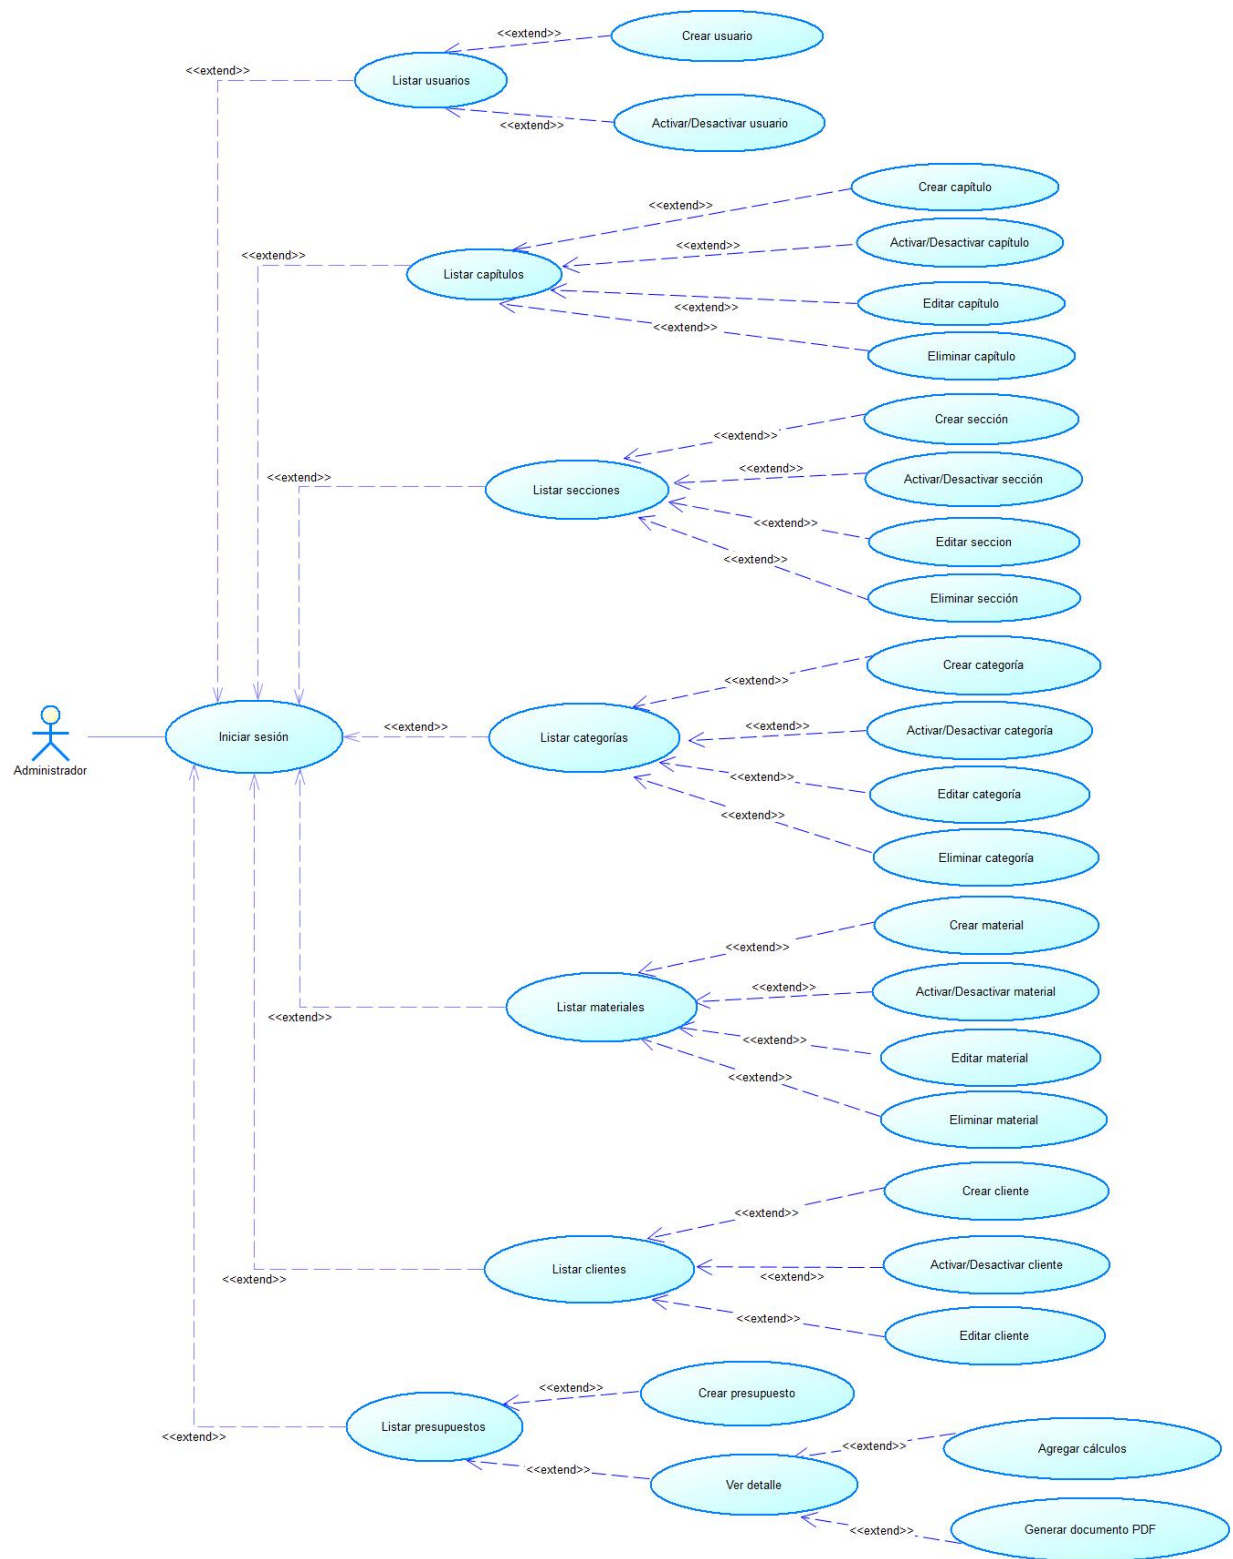 <<extend>>
Crear usuario
<<extend>>
Listar usuarios
<<extend>>
Activar/Desactivar usuario
Crear capítulo
<<extend>>
Activar/Desactivar capítulo
<<extend>>
<<extend>>
Listar capítulos
Editar capítulo
<<extend>>
<<extend>>
Eliminar capítulo
Crear sección
<<extend>>
<<extend>>
Activar/Desactivar sección
<<extend>>
Listar secciones
<<extend>>
Editar seccion
<<extend>>
Eliminar sección
Crear categoría
<<extend>>
<<extend>>
Activar/Desactivar categoría
Administrador
Iniciar sesión
<<extend>>
Listar categorías
<<extend>>
Editar categoría
<<extend>>
Eliminar categoría
Crear material
<<extend>>
<<extend>>
Activar/Desactivar material
Listar materiales
<<extend>>
<<extend>>
Editar material
<<extend>>
Eliminar material
Crear cliente
<<extend>>
Activar/Desactivar cliente
Listar clientes
<<extend>>
<<extend>>
<<extend>>
Editar cliente
<<extend>>
Crear presupuesto
Listar presupuestos
<<extend>>
<<extend>>
Agregar cálculos
<<extend>>
Ver detalle
<<extend>>
Generar documento PDF